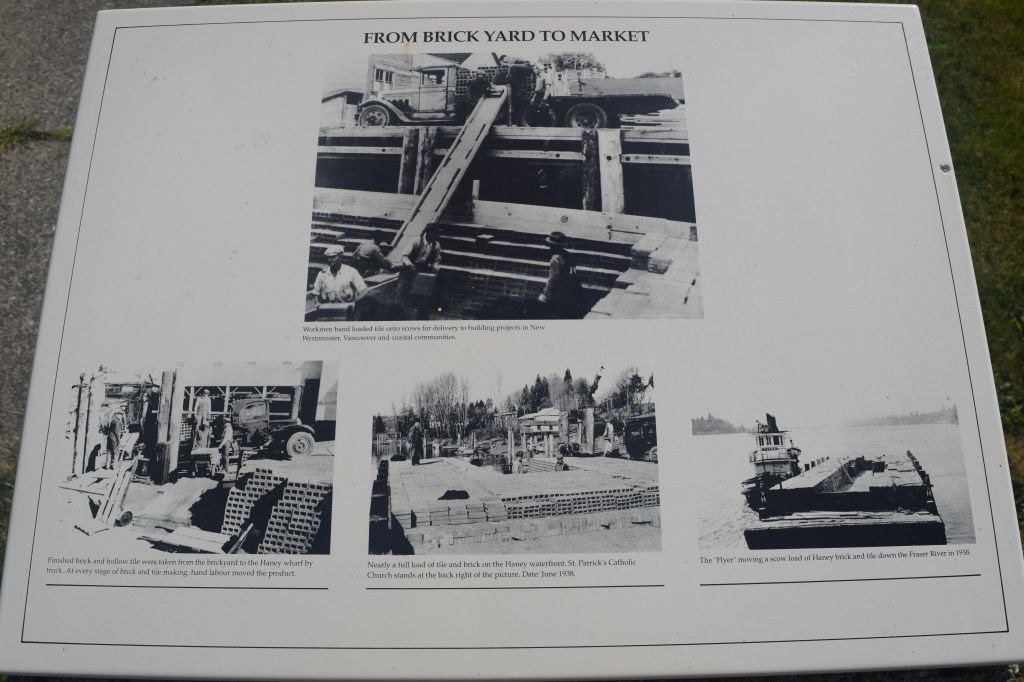 FROM BRICK YARD TO MARKET
Workmen hand loaded tile onto scows for delivery to building projects in New
Westminster, Vancouver and coastal communities.
Finished brick and hollow tile were taken from the brickyard to the Haney wharf by
truck. At every stage of brick and tile making, hand labour moved the product.
Nearly a full load of tile and brick on the Haney waterfront. St. Patrick's Catholic
Church stands at the back right of the picture. Date: June 1938.
The "Flyer" moving a scow load of Haney brick and tile down the Fraser River in 1938.